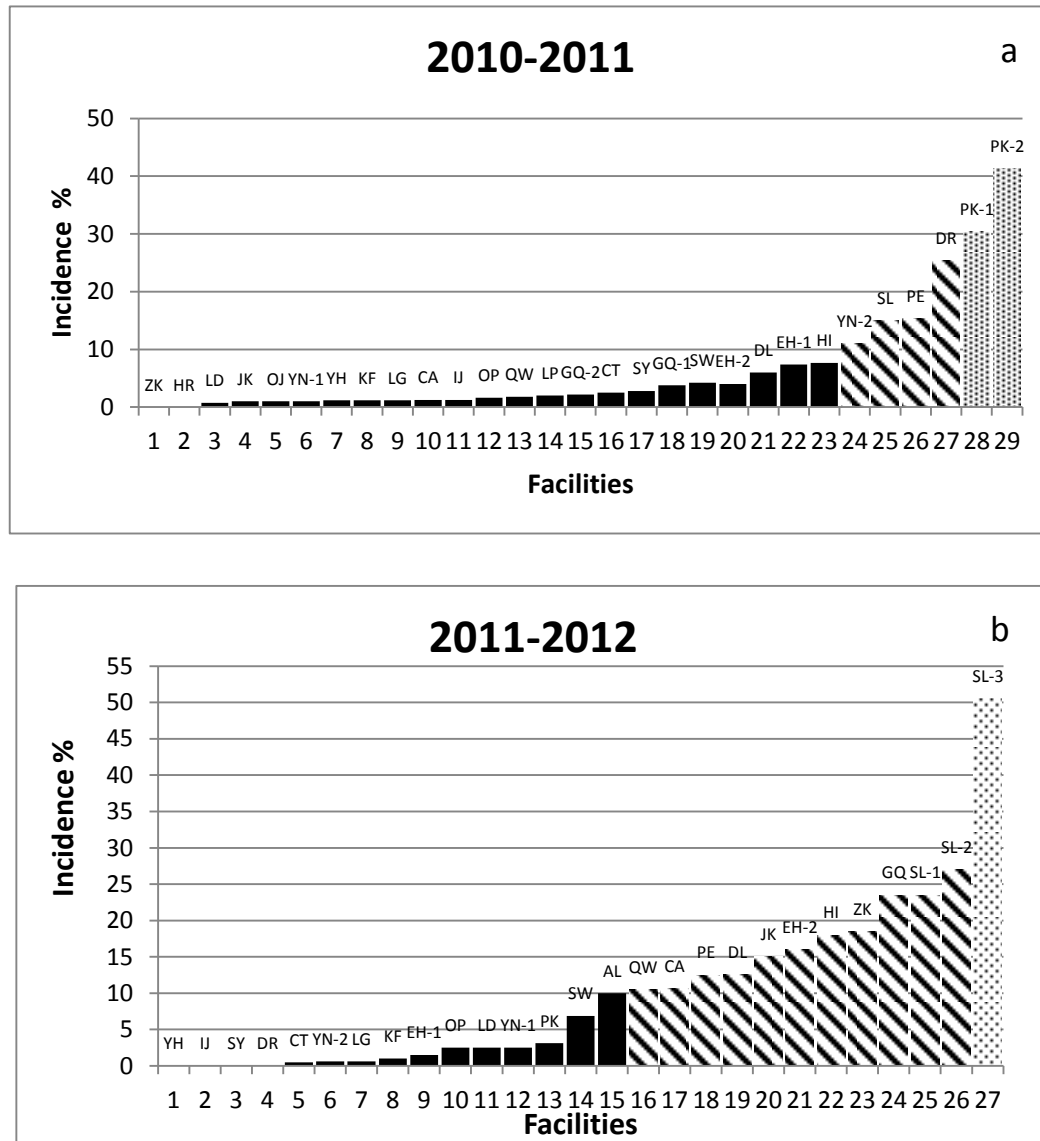 2010-2011
a
Incidence %
50
40
30
20
10
0
ZK HR LD JK OJ YN-1 YH KF LG CA IJ OP QW LP GQ-2 CT SY GQ-1 SW EH-2 DL EH-1 HI YN-2 SL PE DR PK-1 PK-2
1 2 3 4 5 6 7 8 9 10 11 12 13 14 15 16 17 18 19 20 21 22 23 24 25 26 27 28 29
Facilities
2011-2012
b
Incidence %
55
50
45
40
35
30
25
20
15
10
5
0
YH IJ SY DR CT YN-2 LG KF EH-1 OP LD YN-1 PK SW AL QW CA PE DL JK EH-2 HI ZK GQ SL-1 SL-2 SL-3
1 2 3 4 5 6 7 8 9 10 11 12 13 14 15 16 17 18 19 20 21 22 23 24 25 26 27
Facilities